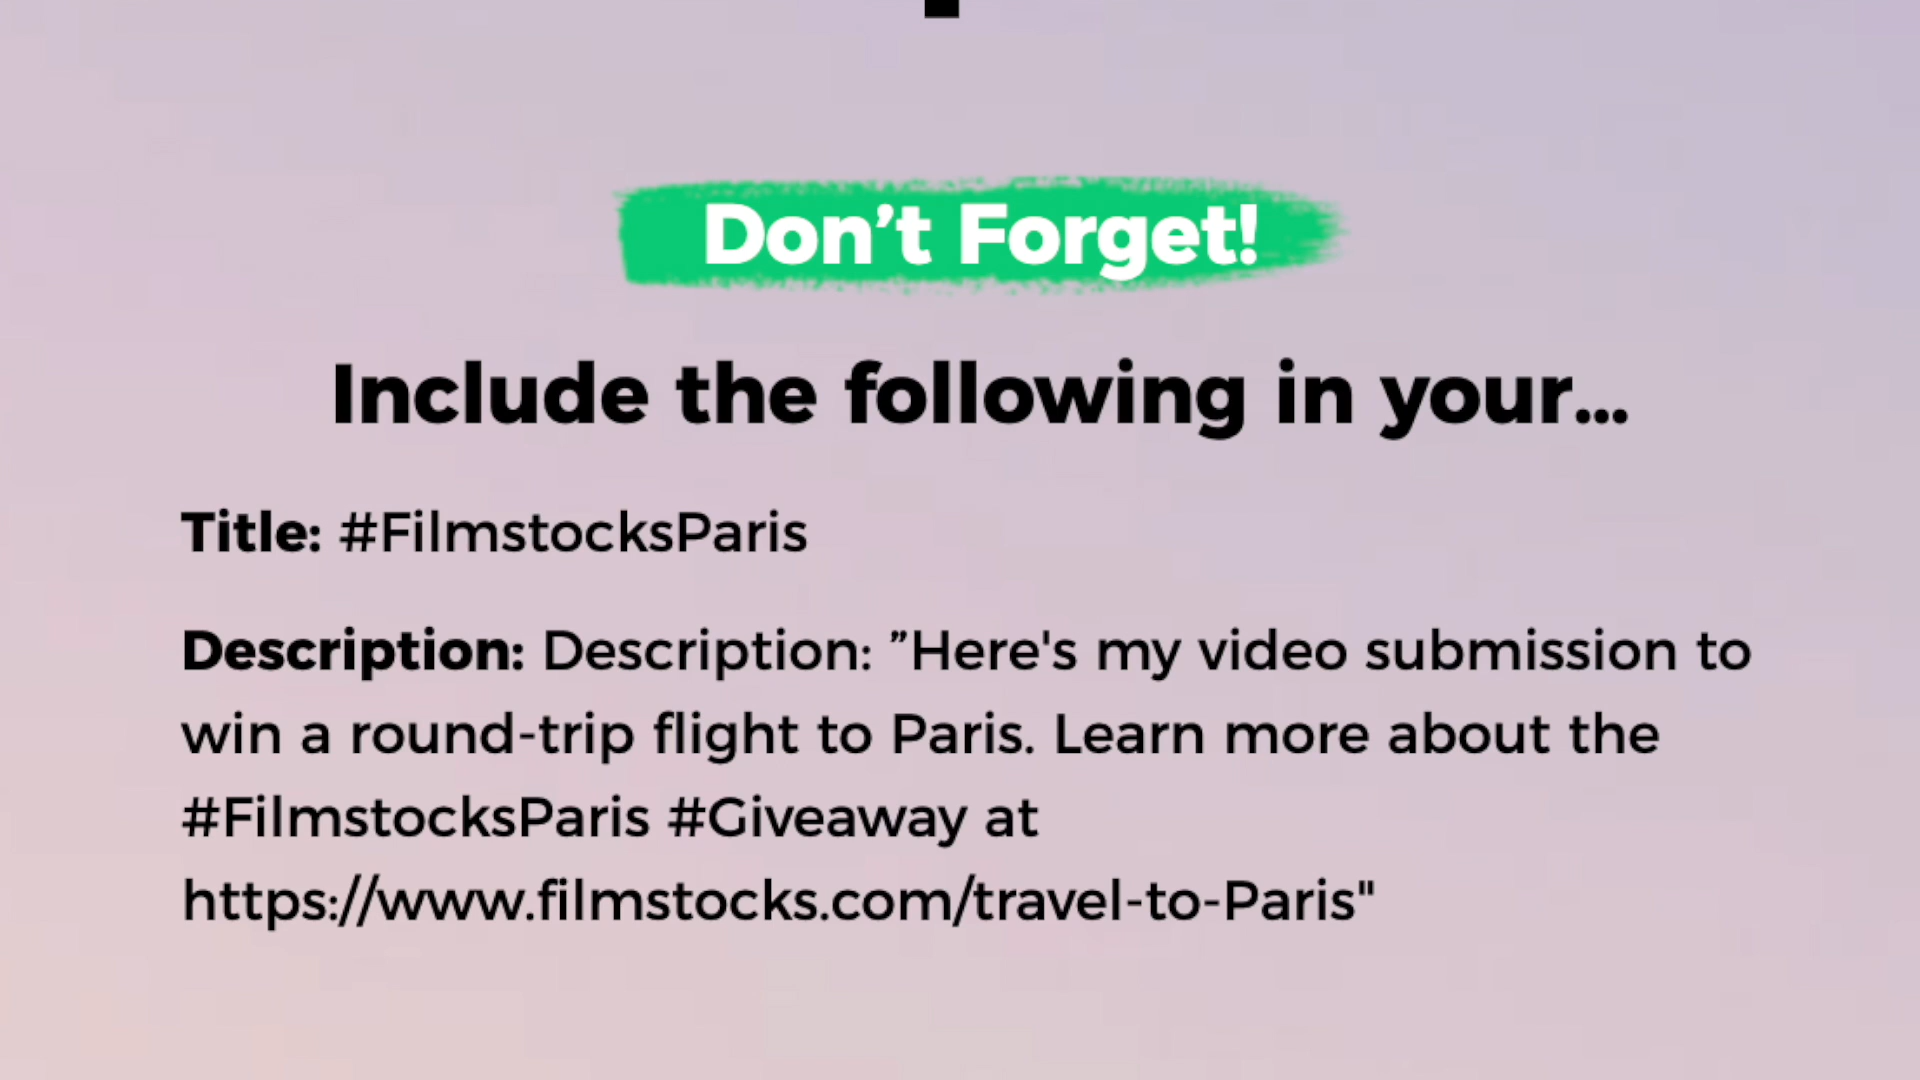 Don’t Forget!
Include the following in your...
Title: #FilmstocksParis
Description: Description: ”Here's my video submission to
win a round-trip flight to Paris. Learn more about the
#FilmstocksParis #Giveaway at
https://www.filmstocks.com/travel-to-Paris"